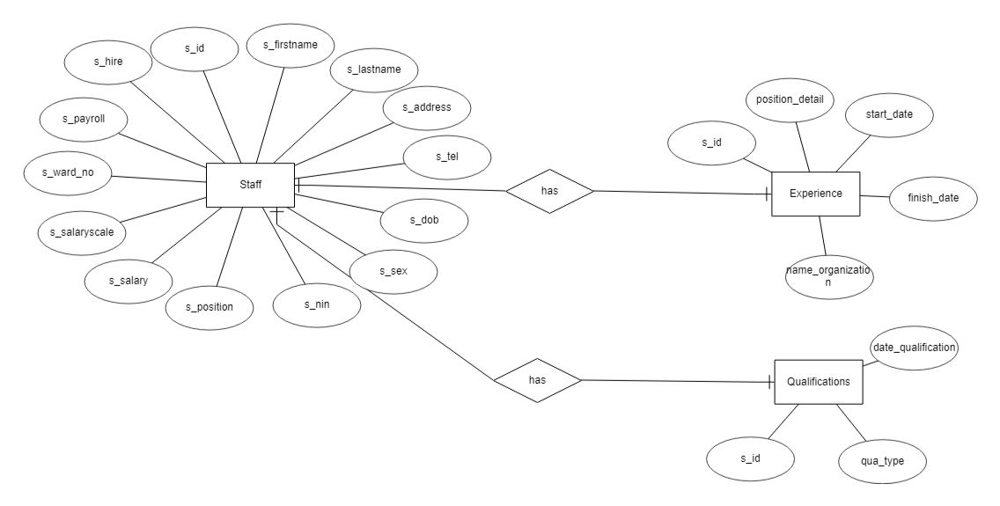 s_firstname
s_id
s_hire
s_lastname
position_detail
s_address
start_date
s_payroll
s_id
s_tel
s_ward_no
Staff
has
Experience
finish_date
s_dob
s_salaryscale
name_organizatio
n
s_sex
s_salary
s_position
s_nin
date_qualification
has
Qualifications
s_id
qua_type